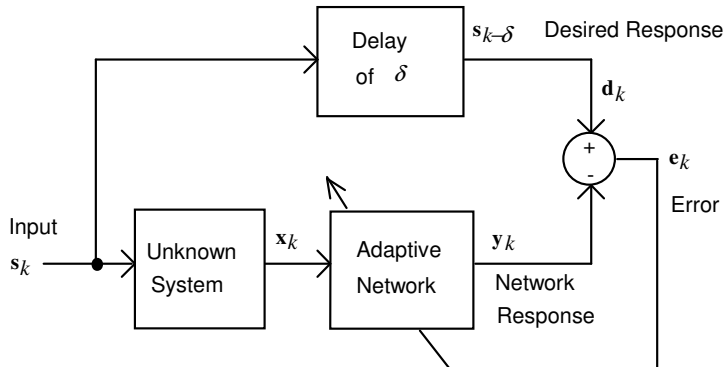 Delay
of δ
s_{k–δ}
Desired Response
d_k
+
-
e_k
Error
Input
s_k
Unknown
System
x_k
Adaptive
Network
y_k
Network
Response